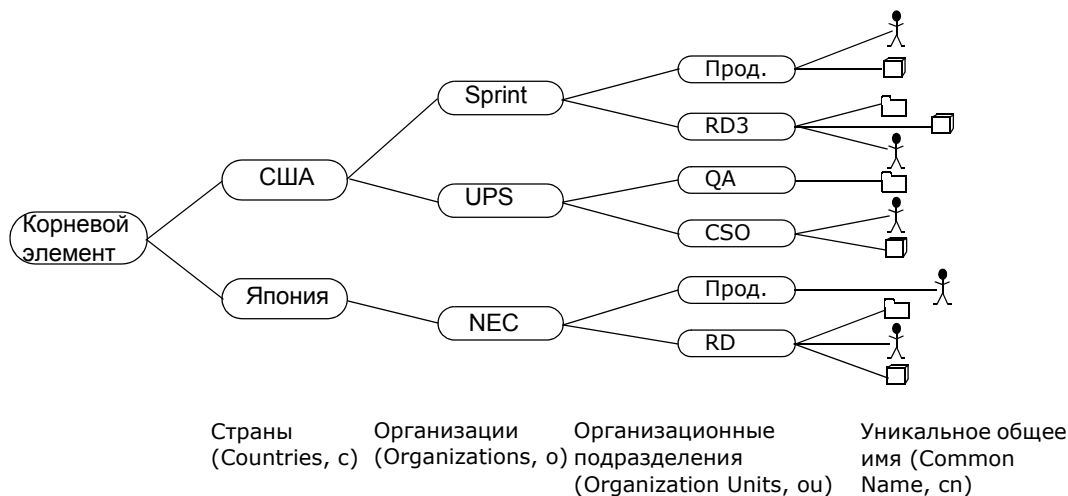 Прод.
Sprint
RD3
США
QA
UPS
Корневой
элемент
CSO
Япония
Прод.
NEC
RD
Страны
(Countries, c)
Организации
(Organizations, o)
Организационные
подразделения
(Organization Units, ou)
Уникальное общее
имя (Common
Name, cn)